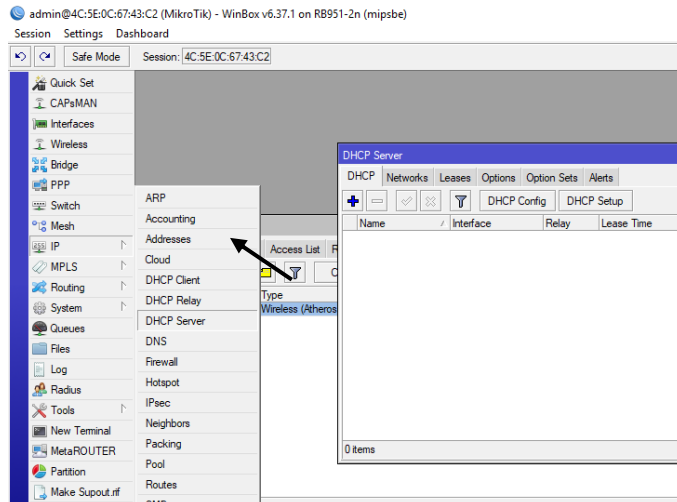 admin@4C:5E:0C:67:43:C2 (MikroTik) - WinBox v6.37.1 on RB951-2n (mipsbe)
Session Settings Dashboard
Safe Mode Session: 4C:5E:0C:67:43:C2
Quick Set
CAPsMAN
Interfaces
Wireless
Bridge
PPP
Switch
Mesh
IP
MPLS
Routing
System
Queues
Files
Log
Radius
Tools
New Terminal
MetaROUTER
Partition
Make Supout.rif
ARP
Accounting
Addresses
Cloud
DHCP Client
DHCP Relay
DHCP Server
DNS
Firewall
Hotspot
IPsec
Neighbors
Packing
Pool
Routes
Access List
Type
Wireless (Atheros
DHCP Server
DHCP Networks Leases Options Option Sets Alerts
DHCP Config DHCP Setup
Name Interface Relay Lease Time
0 items